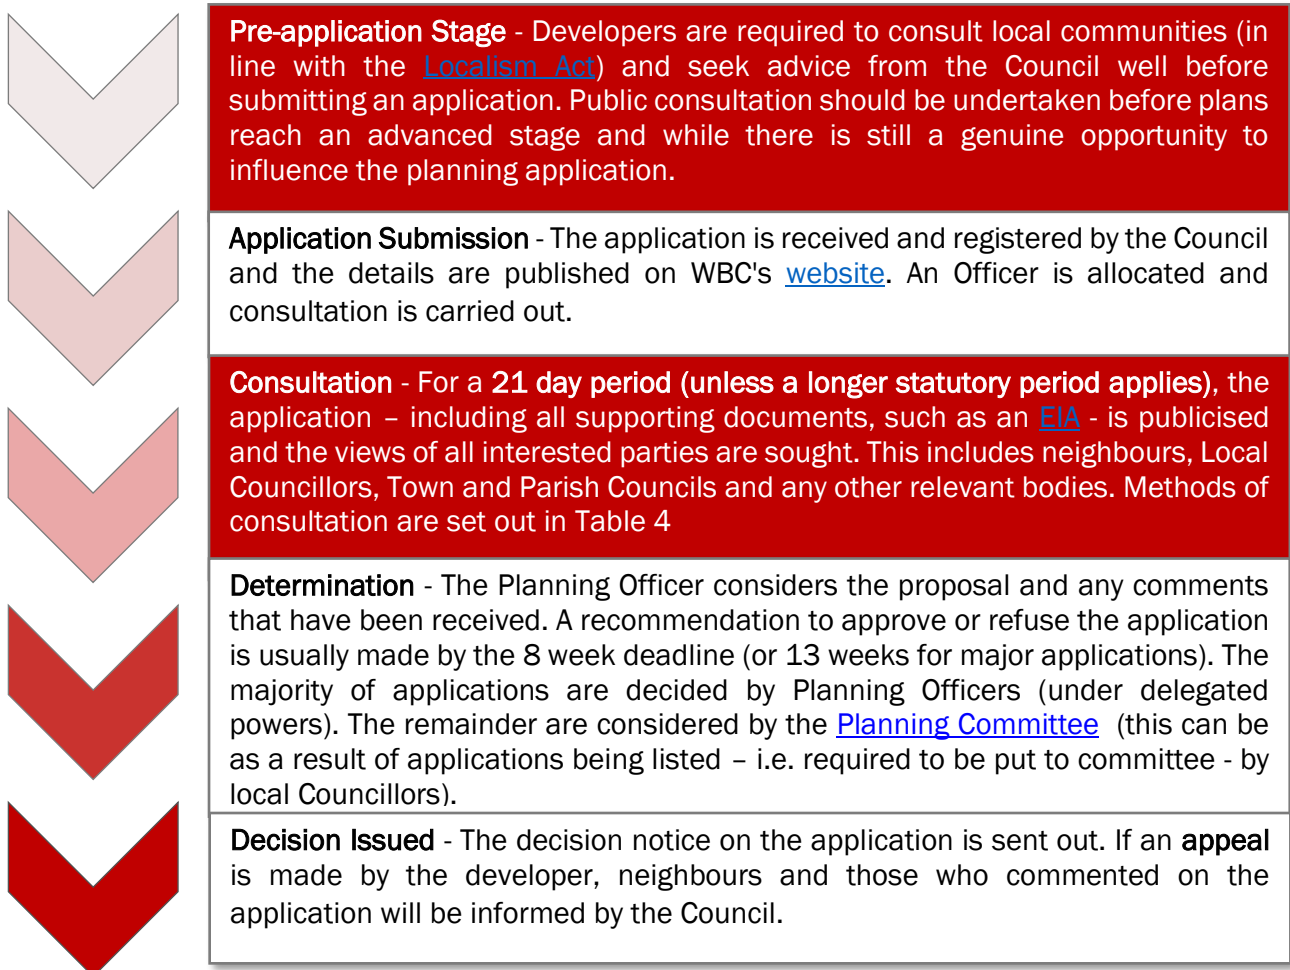 Pre-application Stage - Developers are required to consult local communities (in
line with the Localism Act) and seek advice from the Council well before
submitting an application. Public consultation should be undertaken before plans
reach an advanced stage and while there is still a genuine opportunity to
influence the planning application.
Application Submission - The application is received and registered by the Council
and the details are published on WBC's website. An Officer is allocated and
consultation is carried out.
Consultation - For a 21 day period (unless a longer statutory period applies), the
application – including all supporting documents, such as an EIA - is publicised
and the views of all interested parties are sought. This includes neighbours, Local
Councillors, Town and Parish Councils and any other relevant bodies. Methods of
consultation are set out in Table 4
Determination - The Planning Officer considers the proposal and any comments
that have been received. A recommendation to approve or refuse the application
is usually made by the 8 week deadline (or 13 weeks for major applications). The
majority of applications are decided by Planning Officers (under delegated
powers). The remainder are considered by the Planning Committee (this can be
as a result of applications being listed – i.e. required to be put to committee - by
local Councillors).
Decision Issued - The decision notice on the application is sent out. If an appeal
is made by the developer, neighbours and those who commented on the
application will be informed by the Council.